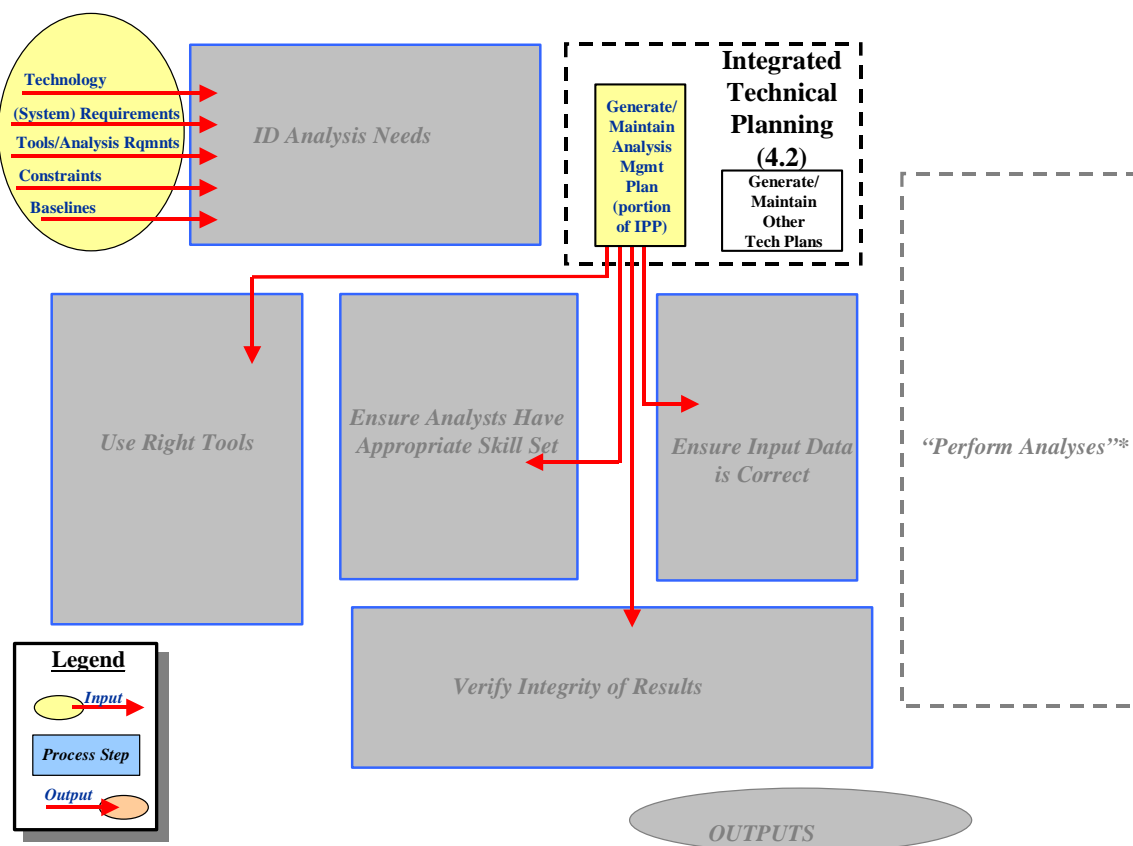 Technology
(System) Requirements
Tools/Analysis Rqmnts
Constraints
Baselines
ID Analysis Needs
Generate/
Maintain
Analysis
Mgmt
Plan
(portion
of IPP)
Integrated
Technical
Planning
(4.2)
Generate/
Maintain
Other
Tech Plans
Use Right Tools
Ensure Analysts Have
Appropriate Skill Set
Ensure Input Data
is Correct
“Perform Analyses”*
Verify Integrity of Results
Legend
Input
Process Step
Output
OUTPUTS